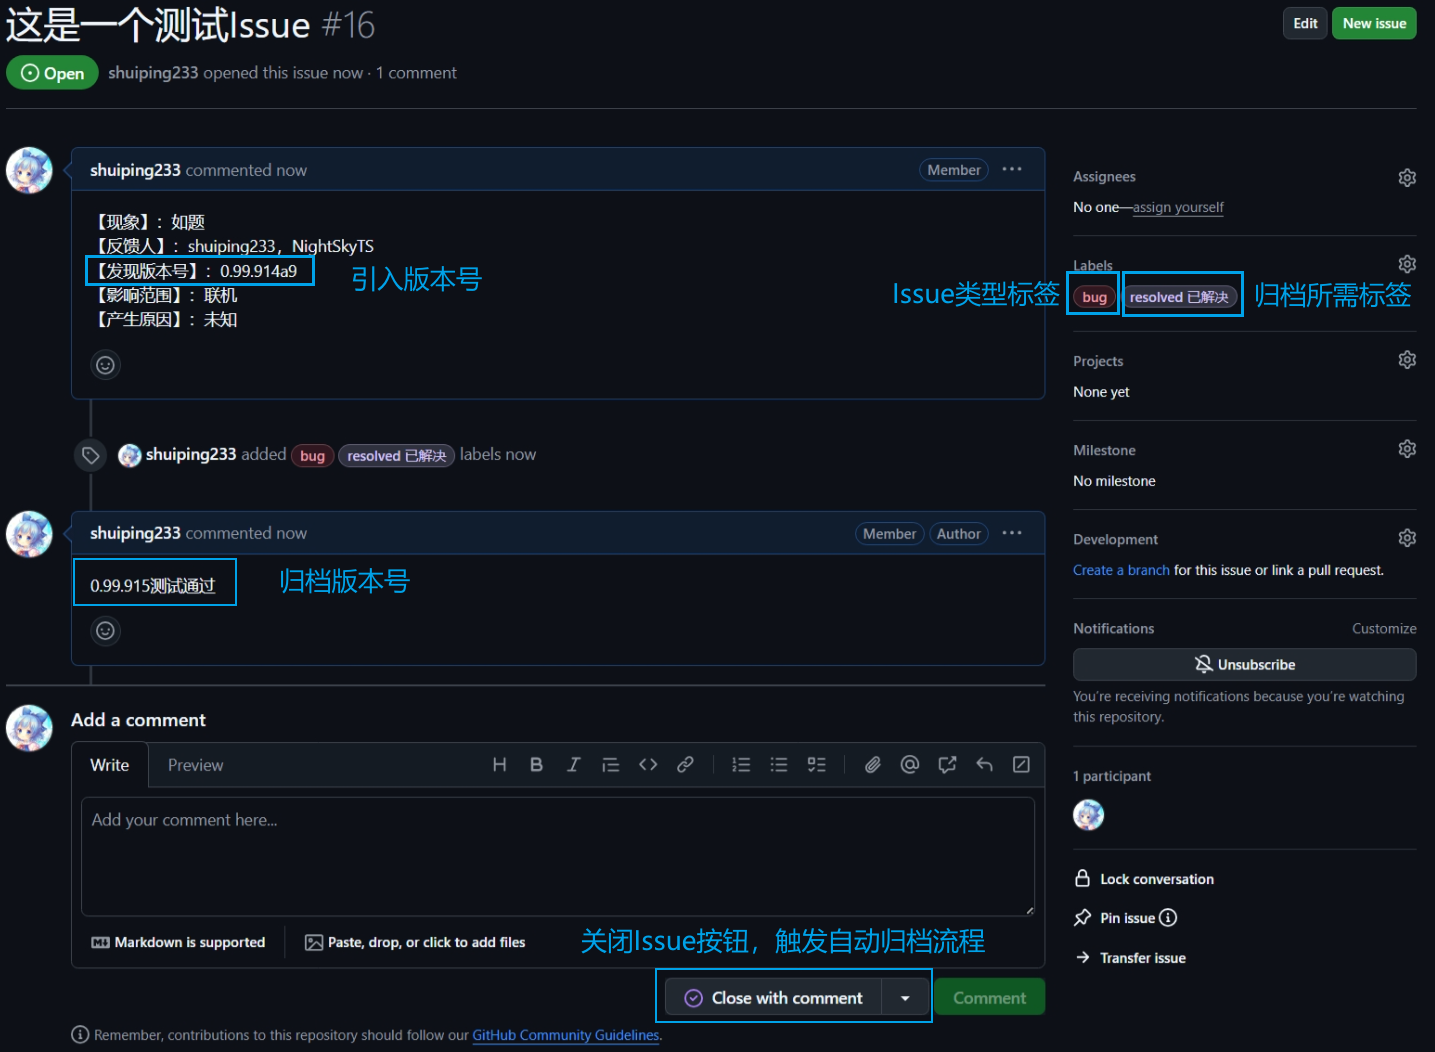 这是一个测试Issue #16
Edit
New issue
Open
shuiping233 opened this issue now · 1 comment
shuiping233 commented now
Member
【现象】：如题
【反馈人】：shuiping233，NightSkyTS
【发现版本号】：0.99.914a9
引入版本号
【影响范围】：联机
【产生原因】：未知
shuiping233 added bug resolved 已解决 labels now
shuiping233 commented now
Member
Author
0.99.915测试通过
归档版本号
Add a comment
Write
Preview
Add your comment here...
Markdown is supported
Paste, drop, or click to add files
关闭Issue按钮，触发自动归档流程
Close with comment
Comment
Remember, contributions to this repository should follow our GitHub Community Guidelines.
Assignees
No one—assign yourself
Labels
Issue类型标签
bug
resolved 已解决
归档所需标签
Projects
None yet
Milestone
No milestone
Development
Create a branch for this issue or link a pull request.
Notifications
Customize
Unsubscribe
You're receiving notifications because you're watching
this repository.
1 participant
Lock conversation
Pin issue
Transfer issue